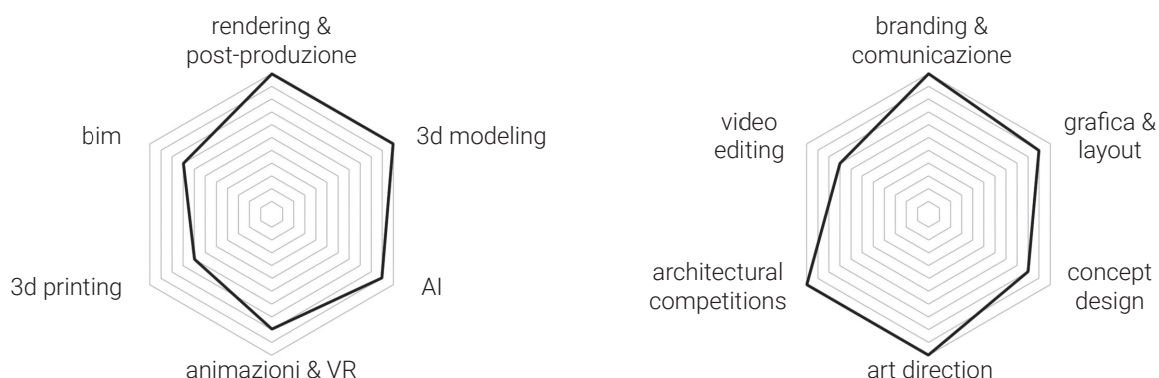 rendering &
post-produzione
bim
3d modeling
3d printing
AI
animazioni & VR
branding &
comunicazione
video
editing
grafica &
layout
architectural
competitions
concept
design
art direction